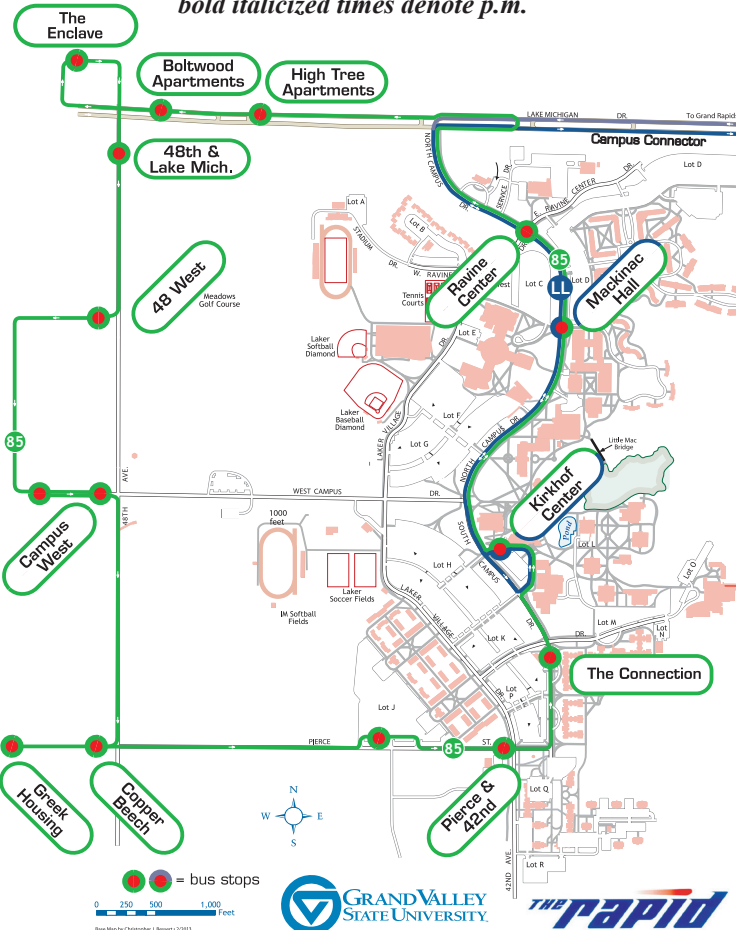 bold italicized times denote p.m.
The
Enclave
Boltwood
Apartments
High Tree
Apartments
LAKE MICHIGAN
DR.
To Grand Rapids
Campus Connector
48th &
Lake Mich.
NORTH CAMPUS
DR.
SERVICE
DR
E. RAVINE CENTER
DR.
Lot D
Lot A
Lot B
STADIUM
DR.
W. RAVINE
DR
85
48 West
Meadows
Golf Course
Ravine
Center
Lot C
Lot D
LL
Mackinac
Hall
Tennis
Courts
Lot E
Laker
Softball
Diamond
DR.
Laker
Baseball
Diamond
LAKER
VILLAGE
Lot F
Lot G
NORTH
CAMPUS
DR.
Little Mac
Bridge
85
Kirkhof
Center
AVE.
48TH
WEST CAMPUS
DR.
SOUTH
CAMPUS
DR.
Campus
West
1000
feet
Pond
Lot L
Lot H
Lot O
IM Softball
Fields
Laker
Soccer Fields
LAKER
VILLAGE
DR.
Lot K
DR.
Lot M
Lot
N
The Connection
Lot
P
Lot J
PIERCE
85
ST.
Greek
Housing
Copper
Beech
Pierce &
42nd
Lot Q
N
W
E
S
42ND
AVE.
Lot R
= bus stops
0
250
500
1,000
Feet
GRAND VALLEY
STATE UNIVERSITY
THE rapid